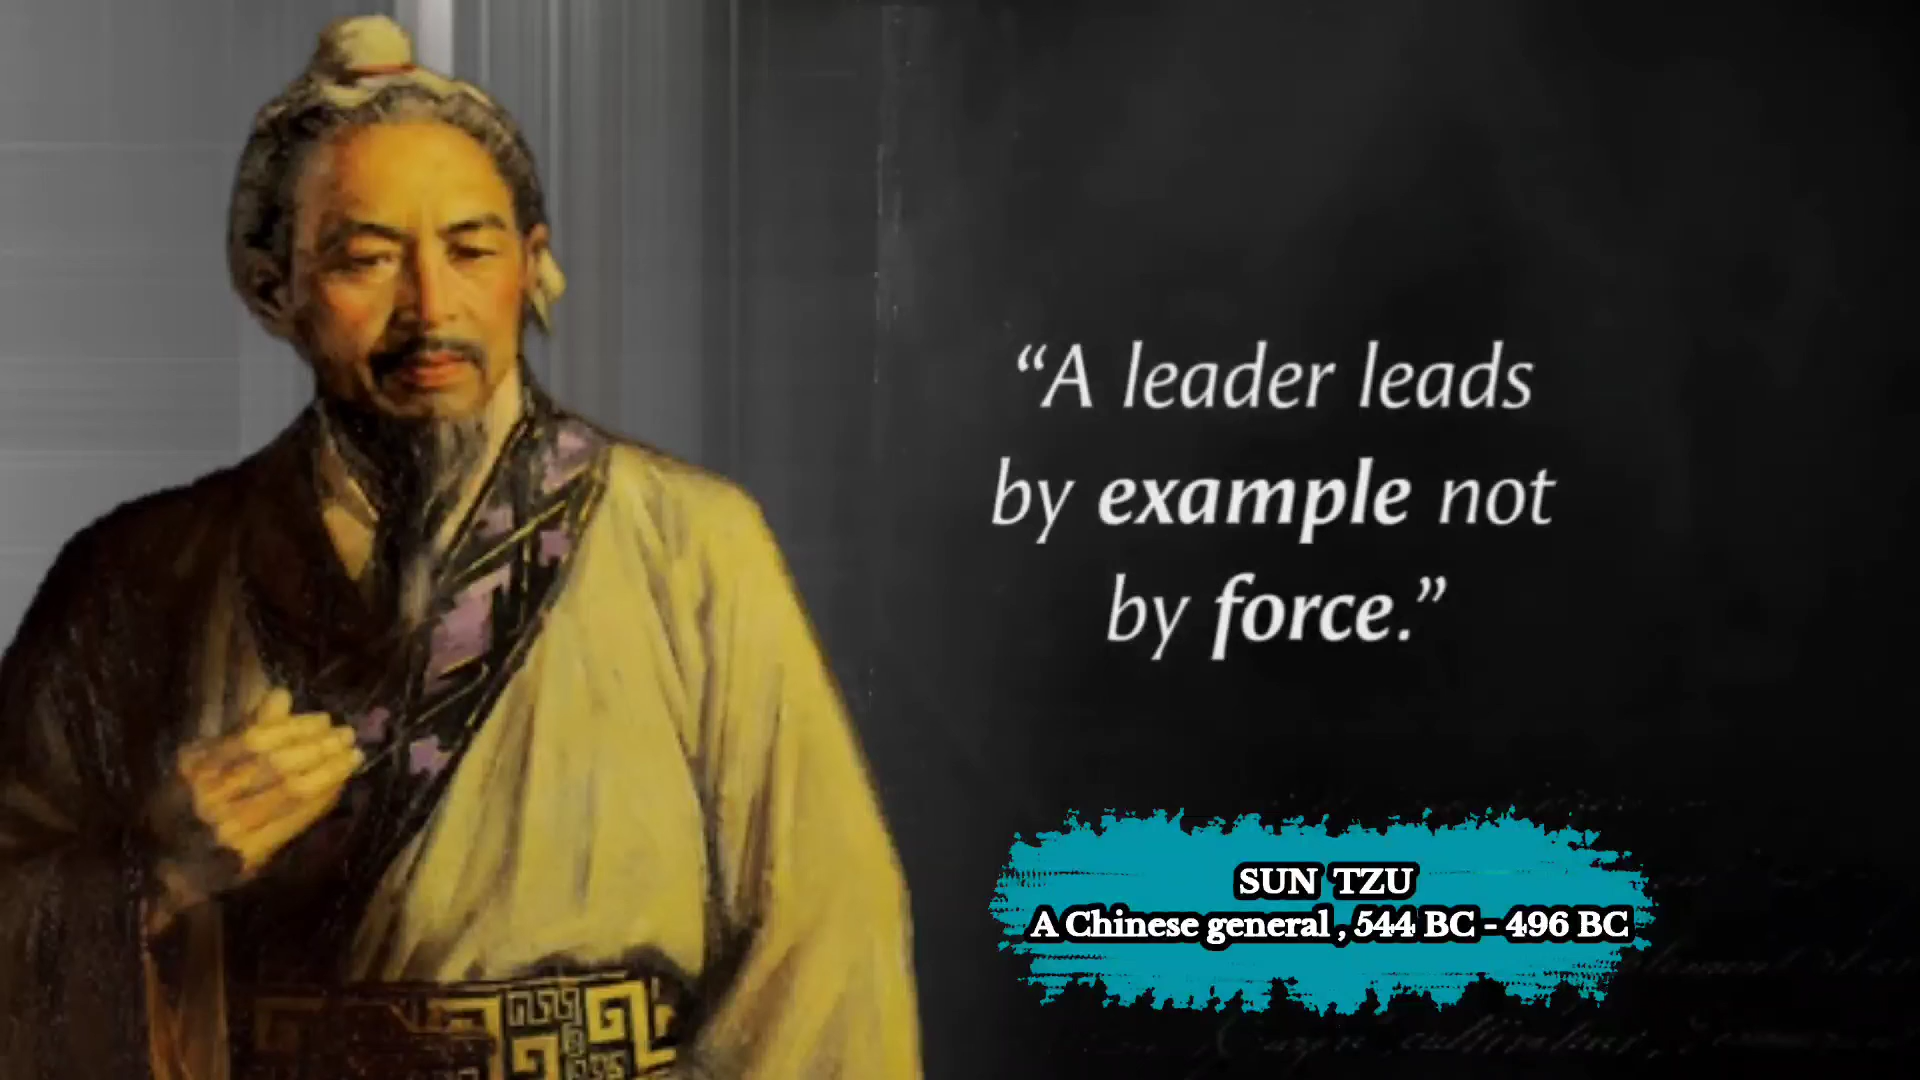 “A leader leads
by example not
by force.”
SUN TZU
A Chinese general , 544 BC - 496 BC